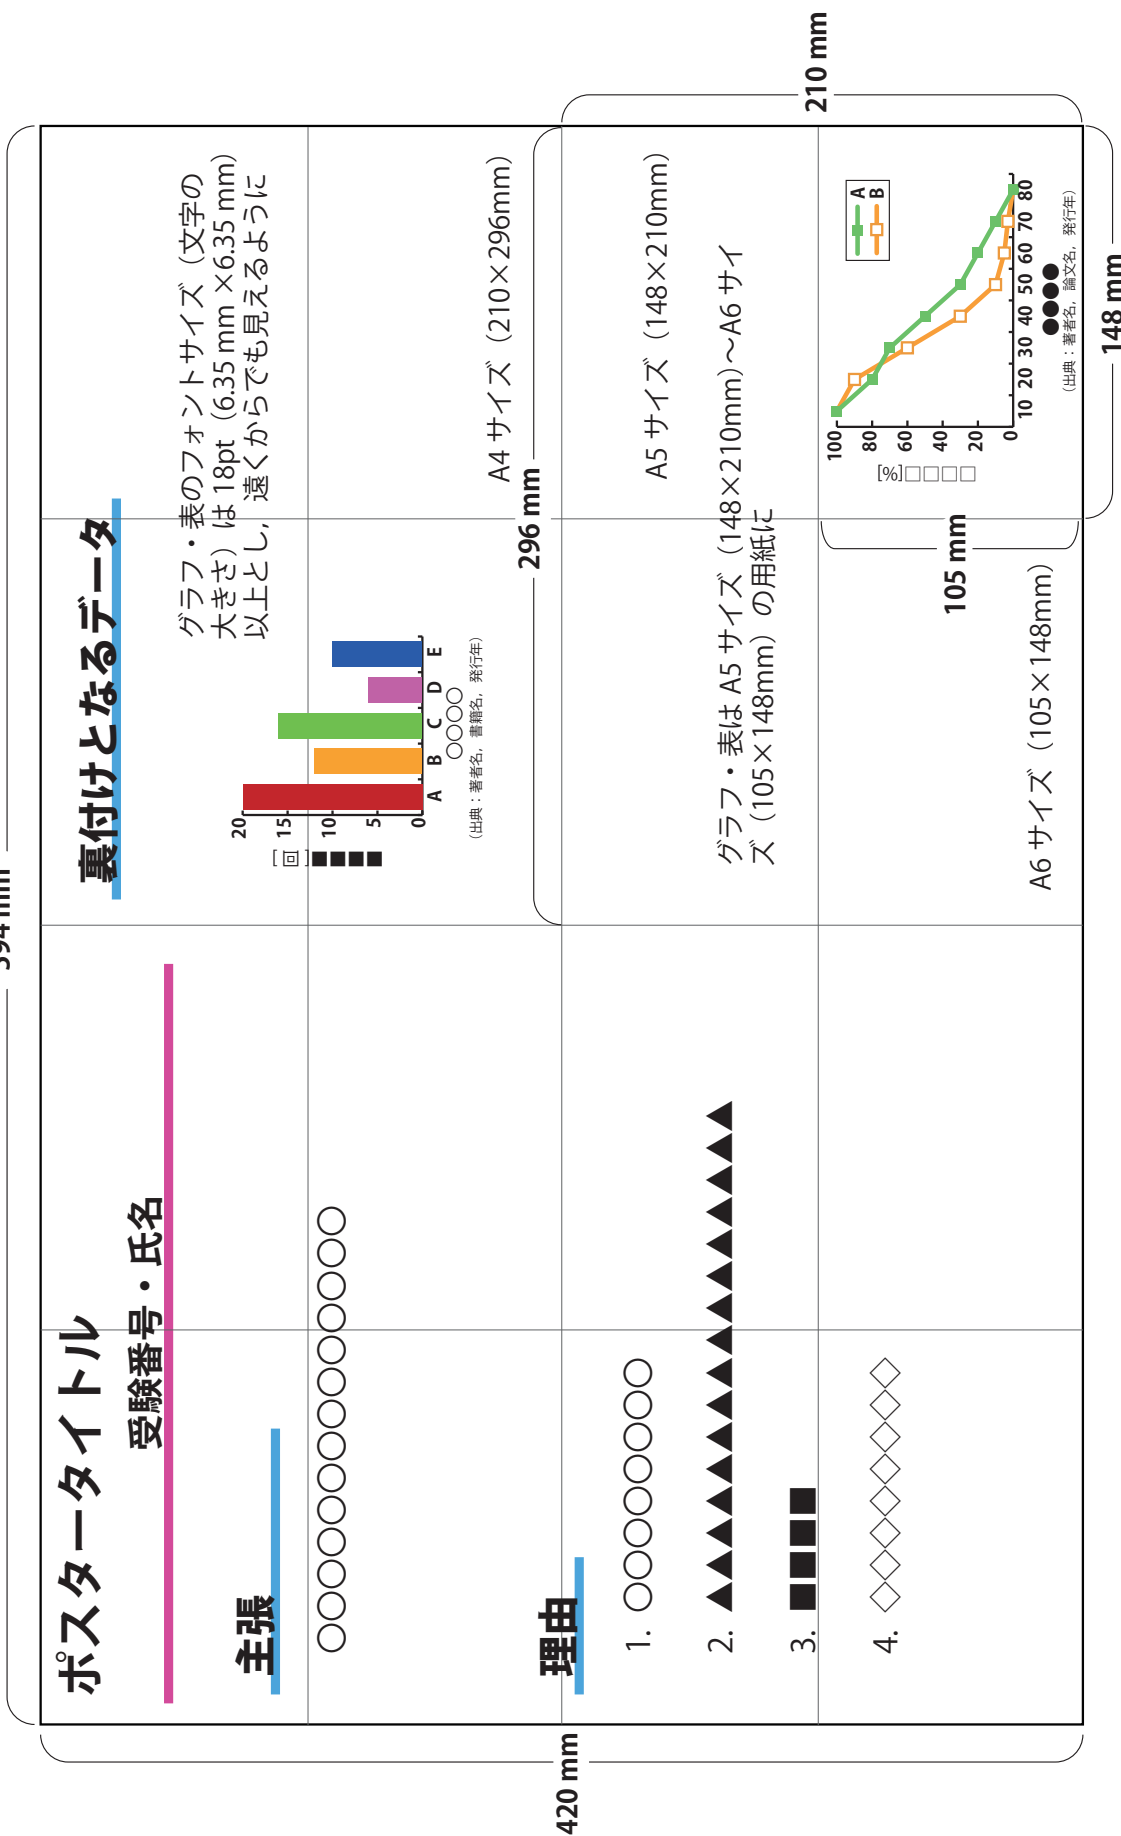 ポスタータイトル
受験番号・氏名
主張
○○○○○○○○○○○○○○
理由
1. ○○○○○○○○
2. ▲▲▲▲▲▲▲▲▲▲▲▲▲▲▲▲
3. ■■■■
4. ◇◇◇◇◇◇◇◇
裏付けとなるデータ
グラフ・表のフォントサイズ（文字の
大きさ）は 18pt（6.35 mm ×6.35 mm）
以上とし，遠くからでも見えるように
■■■■[回]
20
15
10
5
0
A B C D E
○○○○
（出典：著者名，書籍名，発行年）
A4 サイズ（210×296mm）
296 mm
A5 サイズ（148×210mm）
グラフ・表は A5 サイズ（148×210mm）～A6 サイ
ズ（105×148mm）の用紙に
A
B
□□□□[%]
100
80
60
40
20
0
10 20 30 40 50 60 70 80
●●●●
（出典：著者名，論文名，発行年）
105 mm
A6 サイズ（105×148mm）
148 mm
210 mm
420 mm